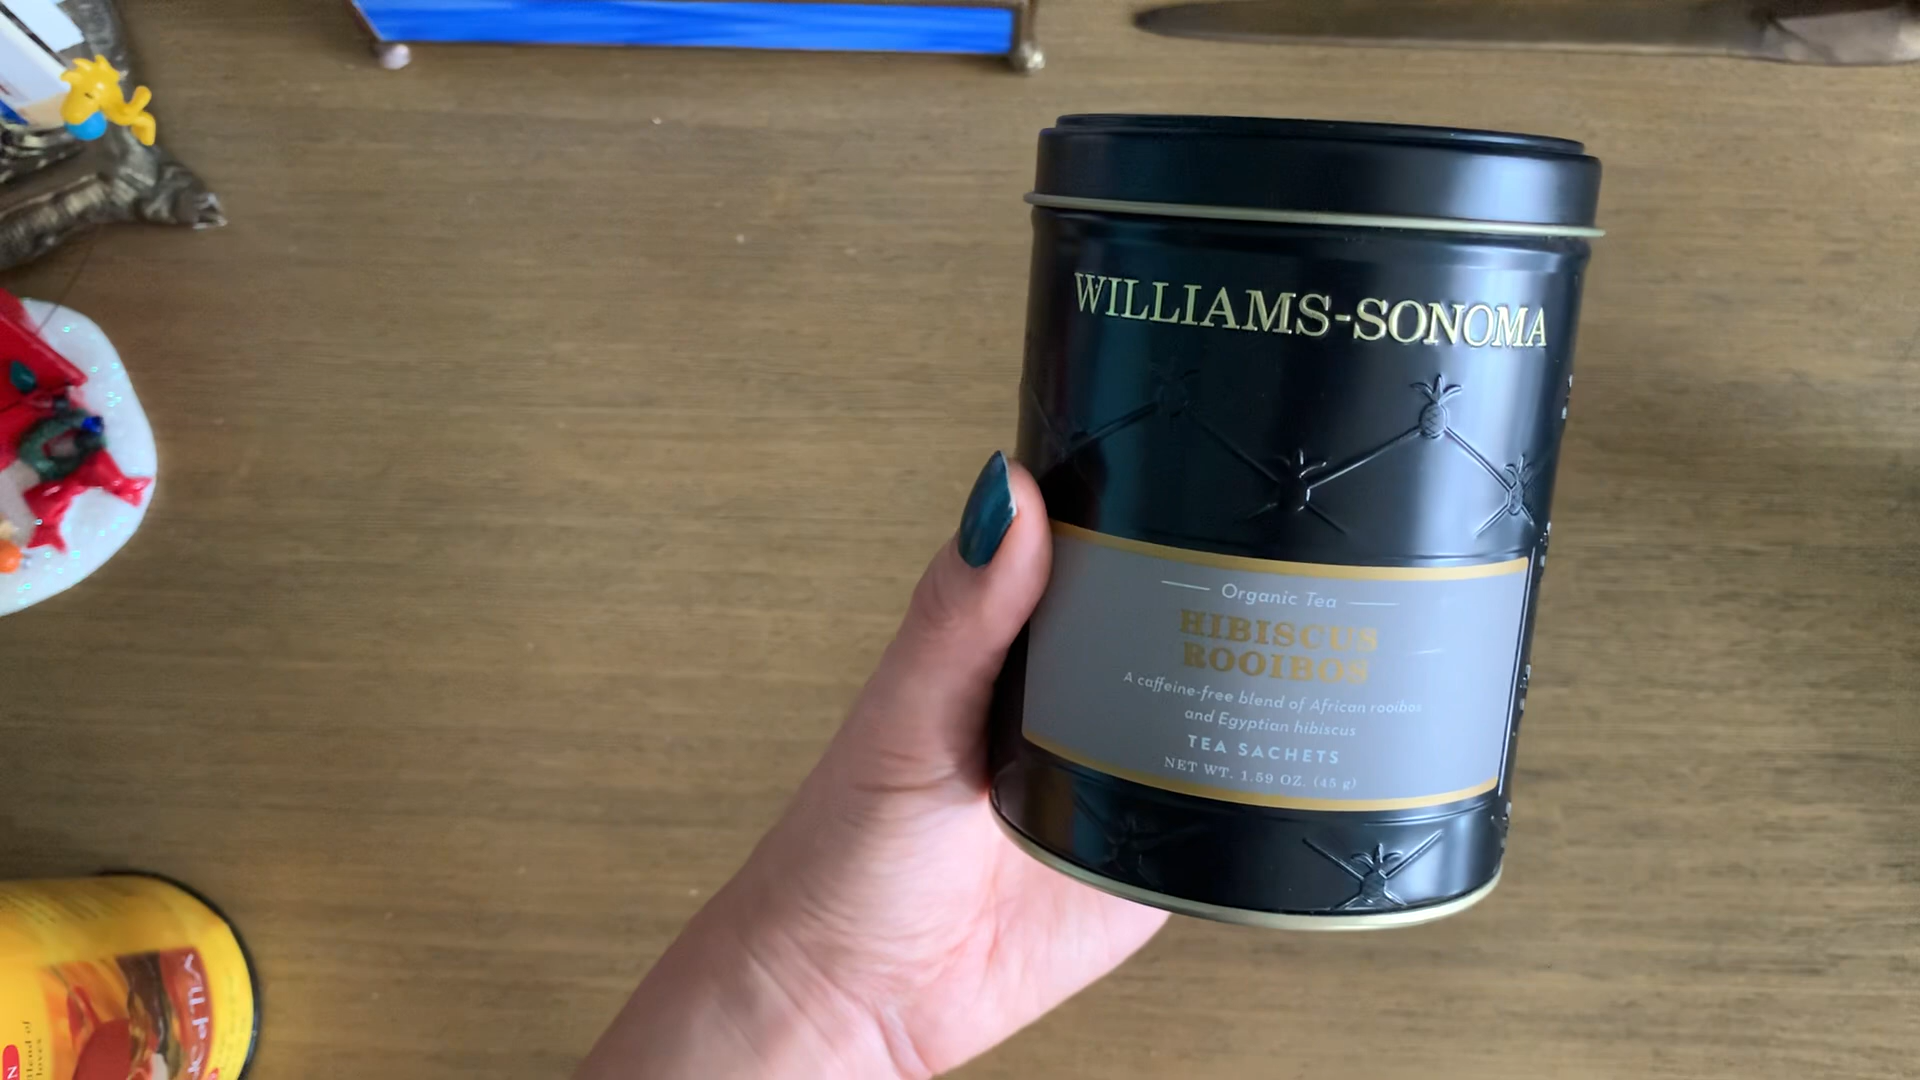 WILLIAMS-SONOMA
Organic Tea
HIBISCUS
ROOIBOS
A caffeine-free blend of African rooibos
and Egyptian hibiscus
TEA SACHETS
NET WT. 1.59 OZ. (45 g)